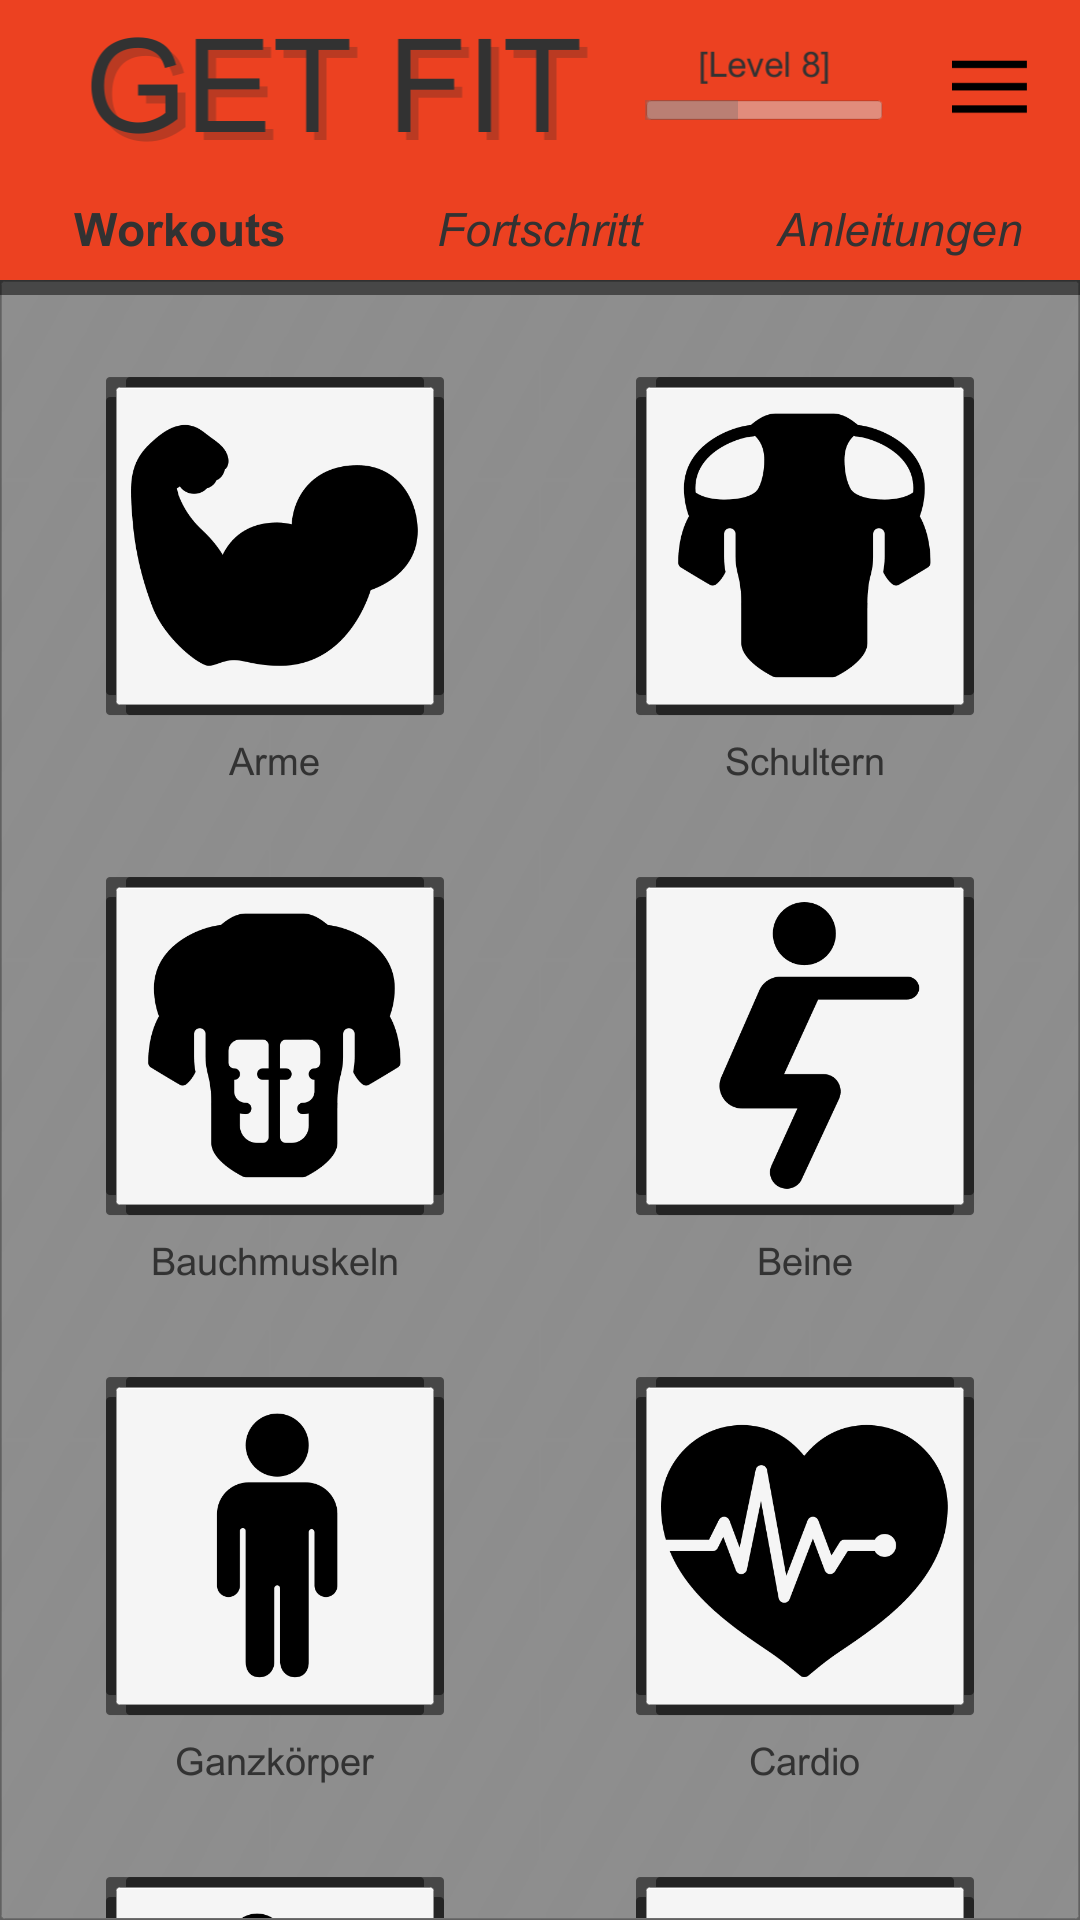 GET FIT
[Level 8]
Workouts
Fortschritt
Anleitungen
Arme
Schultern
Bauchmuskeln
Beine
Ganzkörper
Cardio